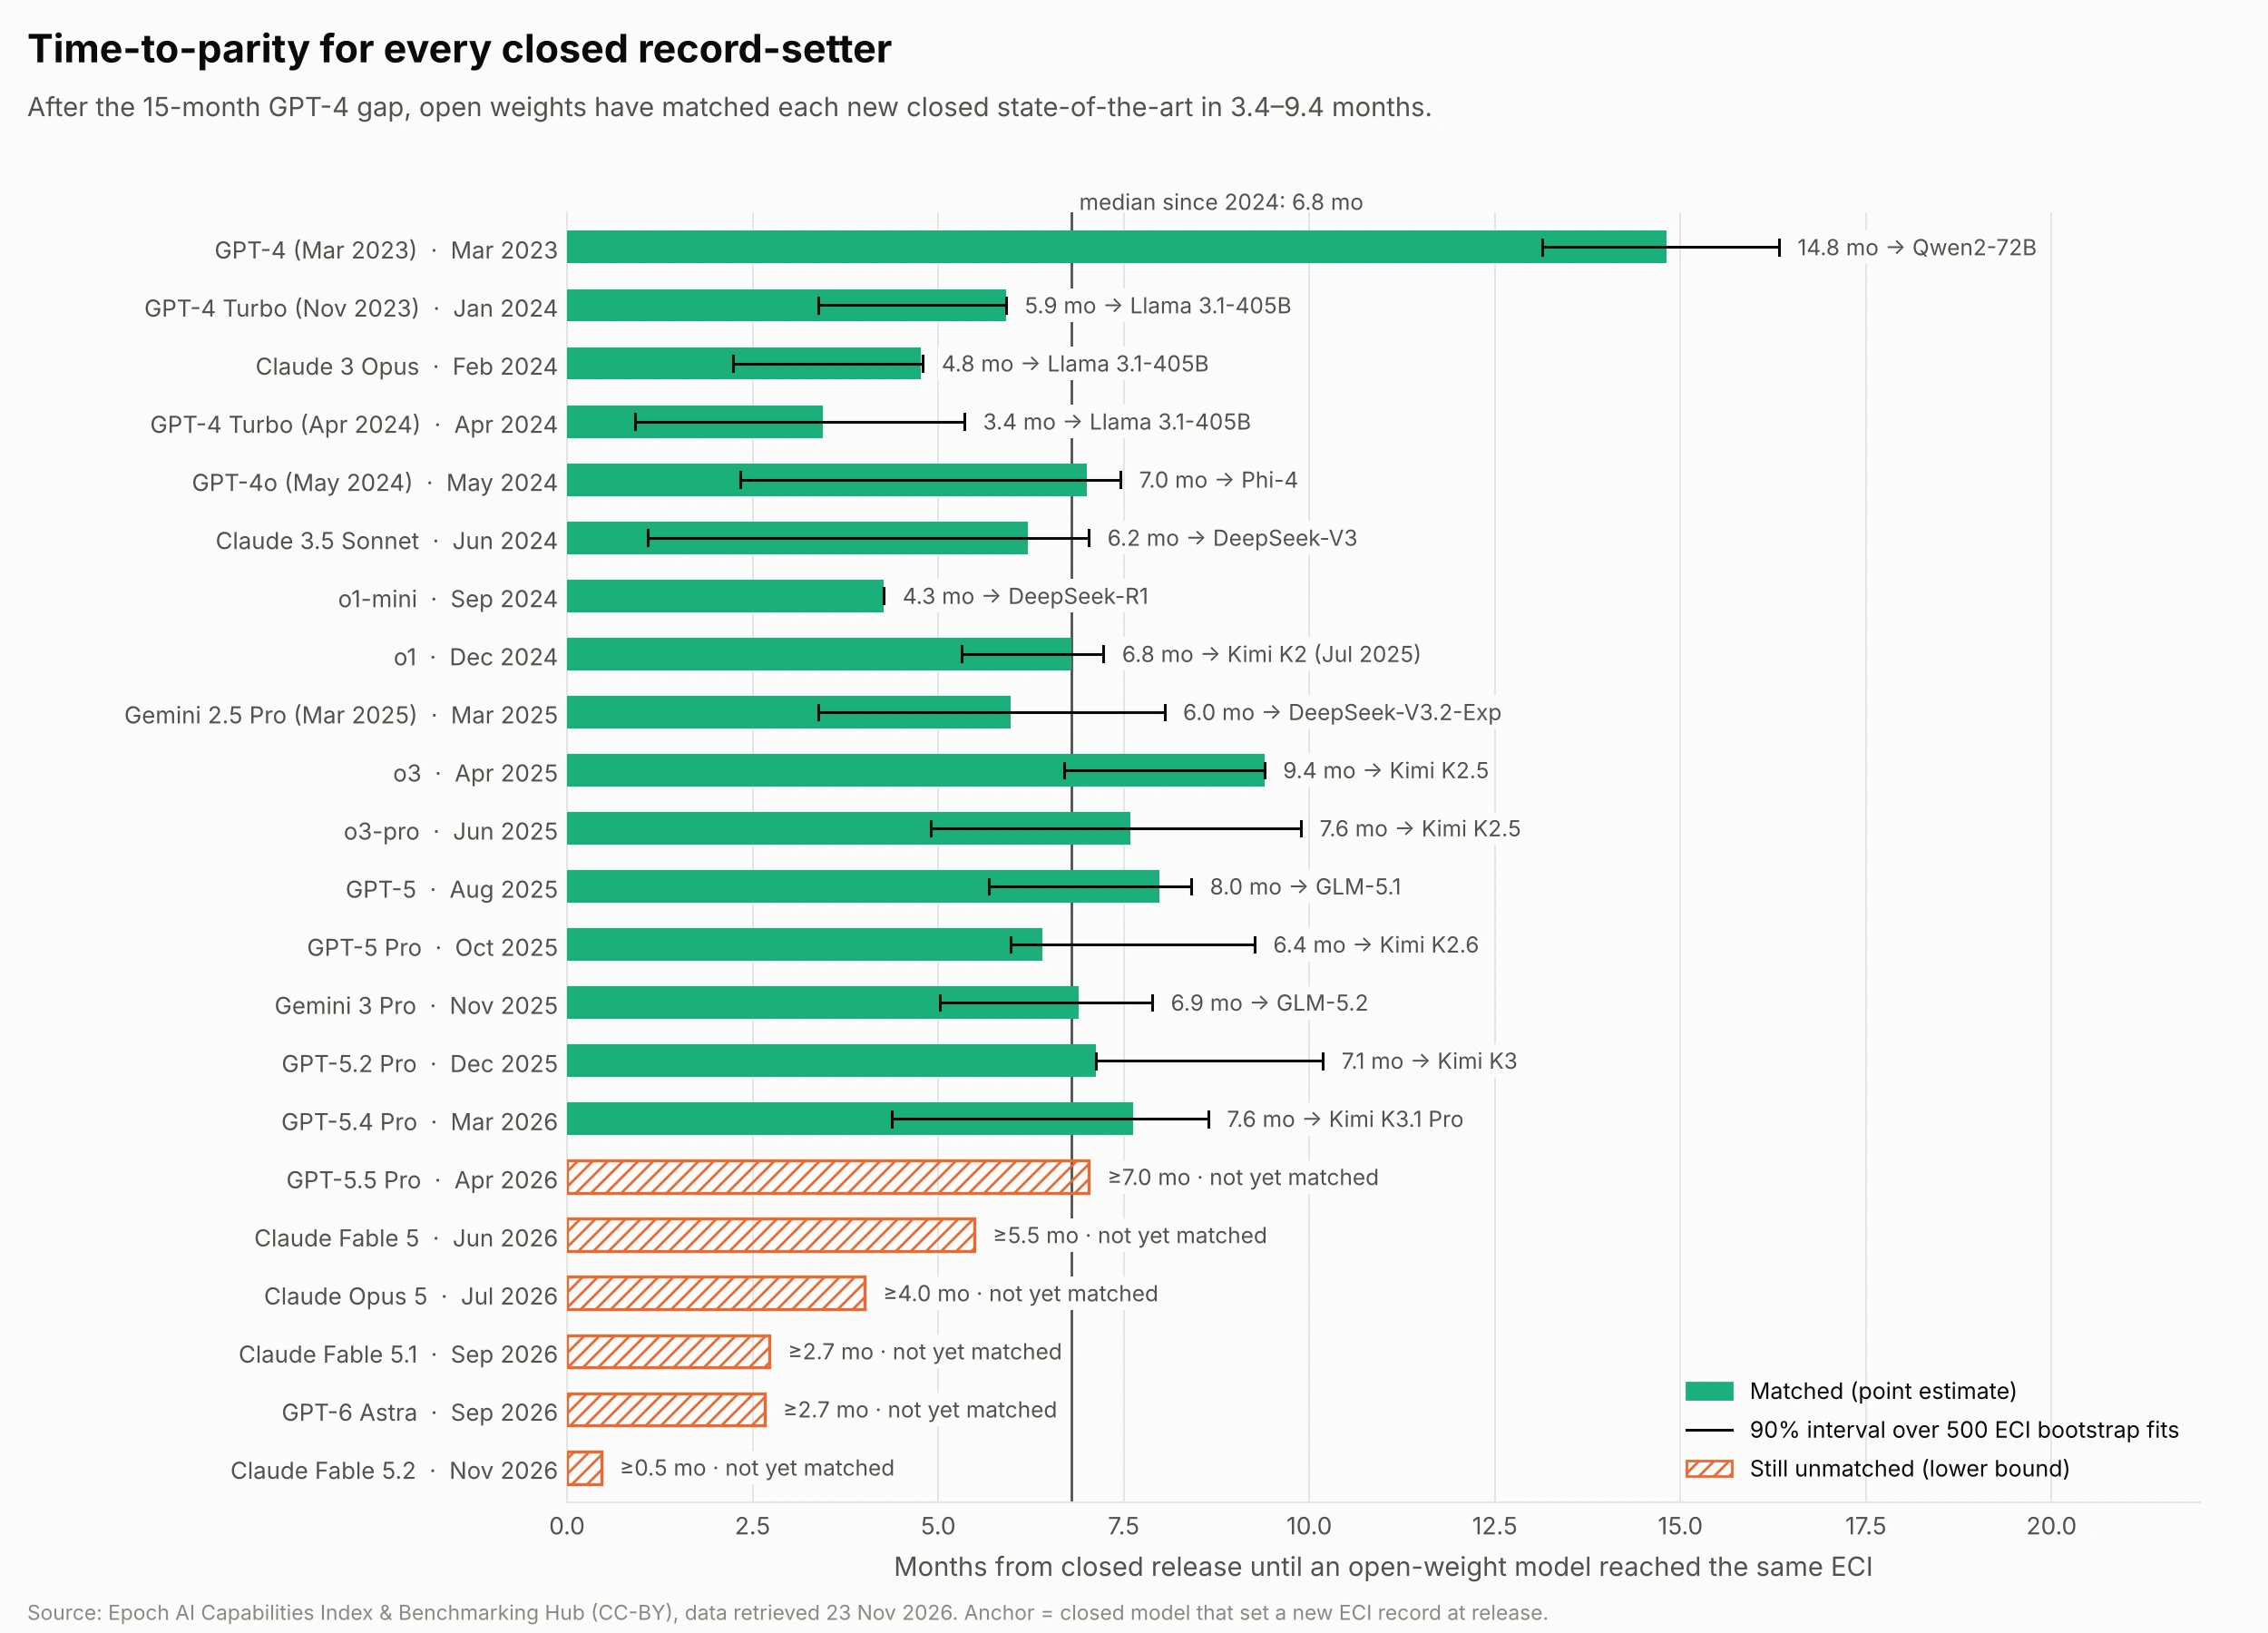 Time-to-parity for every closed record-setter
After the 15-month GPT-4 gap, open weights have matched each new closed state-of-the-art in 3.4–9.4 months.
median since 2024: 6.8 mo
GPT-4 (Mar 2023) · Mar 2023 14.8 mo → Qwen2-72B
GPT-4 Turbo (Nov 2023) · Jan 2024 5.9 mo → Llama 3.1-405B
Claude 3 Opus · Feb 2024 4.8 mo → Llama 3.1-405B
GPT-4 Turbo (Apr 2024) · Apr 2024 3.4 mo → Llama 3.1-405B
GPT-4o (May 2024) · May 2024 7.0 mo → Phi-4
Claude 3.5 Sonnet · Jun 2024 6.2 mo → DeepSeek-V3
o1-mini · Sep 2024 4.3 mo → DeepSeek-R1
o1 · Dec 2024 6.8 mo → Kimi K2 (Jul 2025)
Gemini 2.5 Pro (Mar 2025) · Mar 2025 6.0 mo → DeepSeek-V3.2-Exp
o3 · Apr 2025 9.4 mo → Kimi K2.5
o3-pro · Jun 2025 7.6 mo → Kimi K2.5
GPT-5 · Aug 2025 8.0 mo → GLM-5.1
GPT-5 Pro · Oct 2025 6.4 mo → Kimi K2.6
Gemini 3 Pro · Nov 2025 6.9 mo → GLM-5.2
GPT-5.2 Pro · Dec 2025 7.1 mo → Kimi K3
GPT-5.4 Pro · Mar 2026 7.6 mo → Kimi K3.1 Pro
GPT-5.5 Pro · Apr 2026 ≥7.0 mo · not yet matched
Claude Fable 5 · Jun 2026 ≥5.5 mo · not yet matched
Claude Opus 5 · Jul 2026 ≥4.0 mo · not yet matched
Claude Fable 5.1 · Sep 2026 ≥2.7 mo · not yet matched
GPT-6 Astra · Sep 2026 ≥2.7 mo · not yet matched
Claude Fable 5.2 · Nov 2026 ≥0.5 mo · not yet matched
Matched (point estimate)
90% interval over 500 ECI bootstrap fits
Still unmatched (lower bound)
0.0 2.5 5.0 7.5 10.0 12.5 15.0 17.5 20.0
Months from closed release until an open-weight model reached the same ECI
Source: Epoch AI Capabilities Index & Benchmarking Hub (CC-BY), data retrieved 23 Nov 2026. Anchor = closed model that set a new ECI record at release.